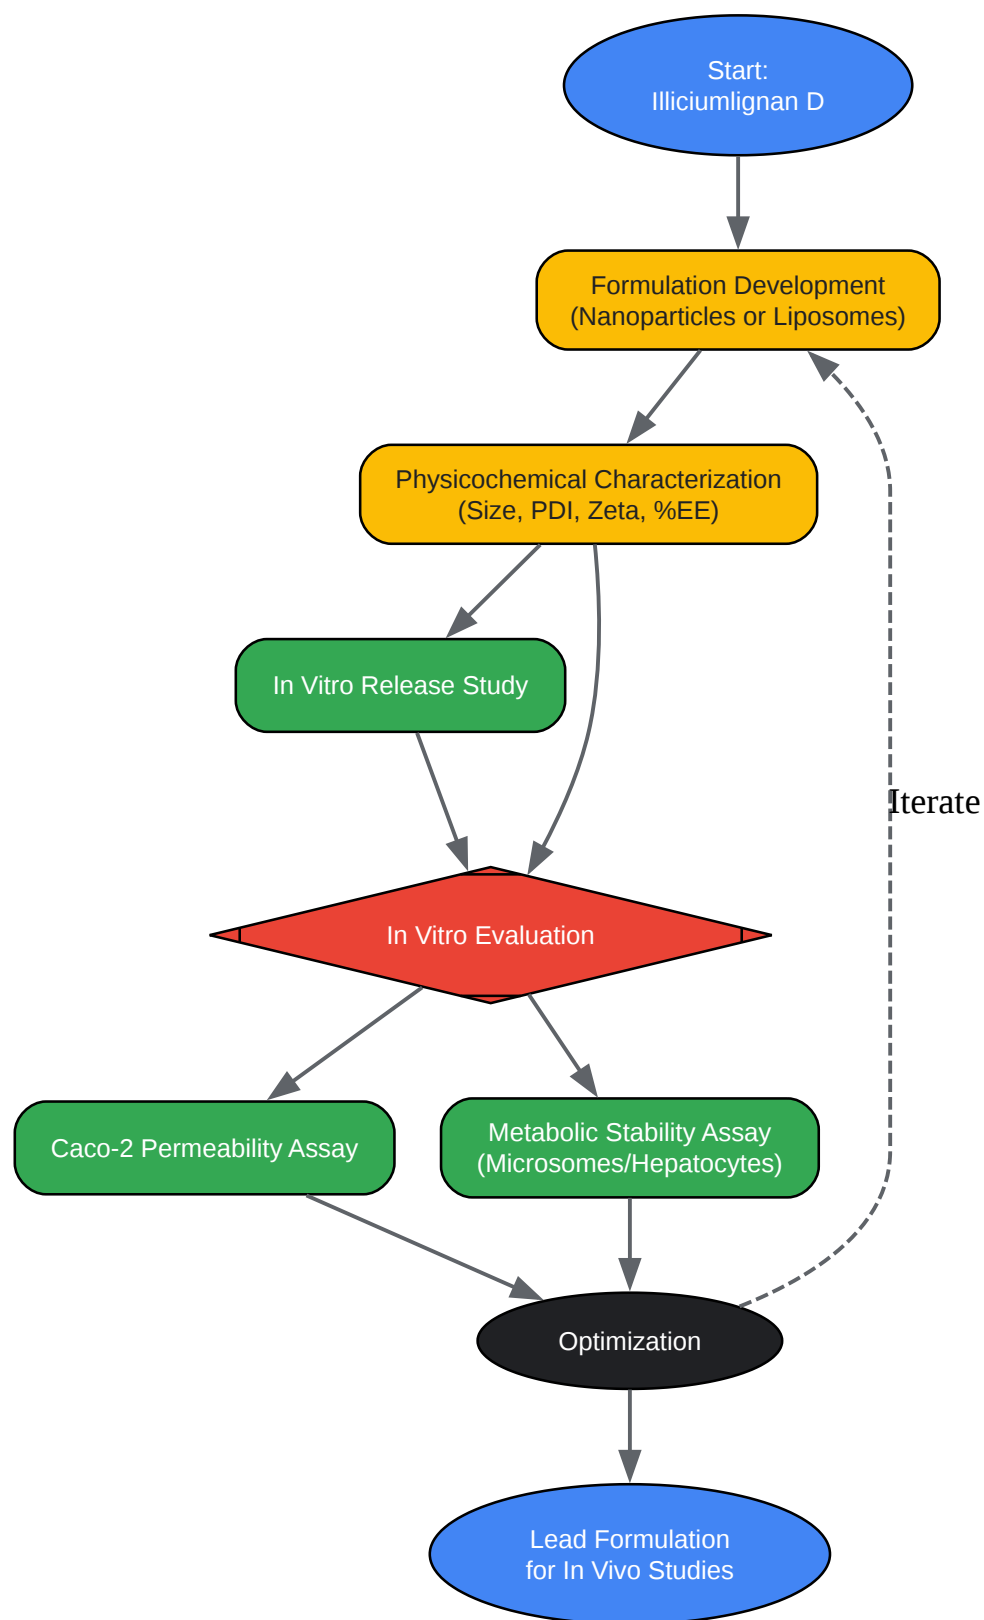 Start:
Illiciumlignan D
Formulation Development
(Nanoparticles or Liposomes)
Physicochemical Characterization
(Size, PDI, Zeta, %EE)
In Vitro Release Study
Iterate
In Vitro Evaluation
Caco-2 Permeability Assay
Metabolic Stability Assay
(Microsomes/Hepatocytes)
Optimization
Lead Formulation
for In Vivo Studies